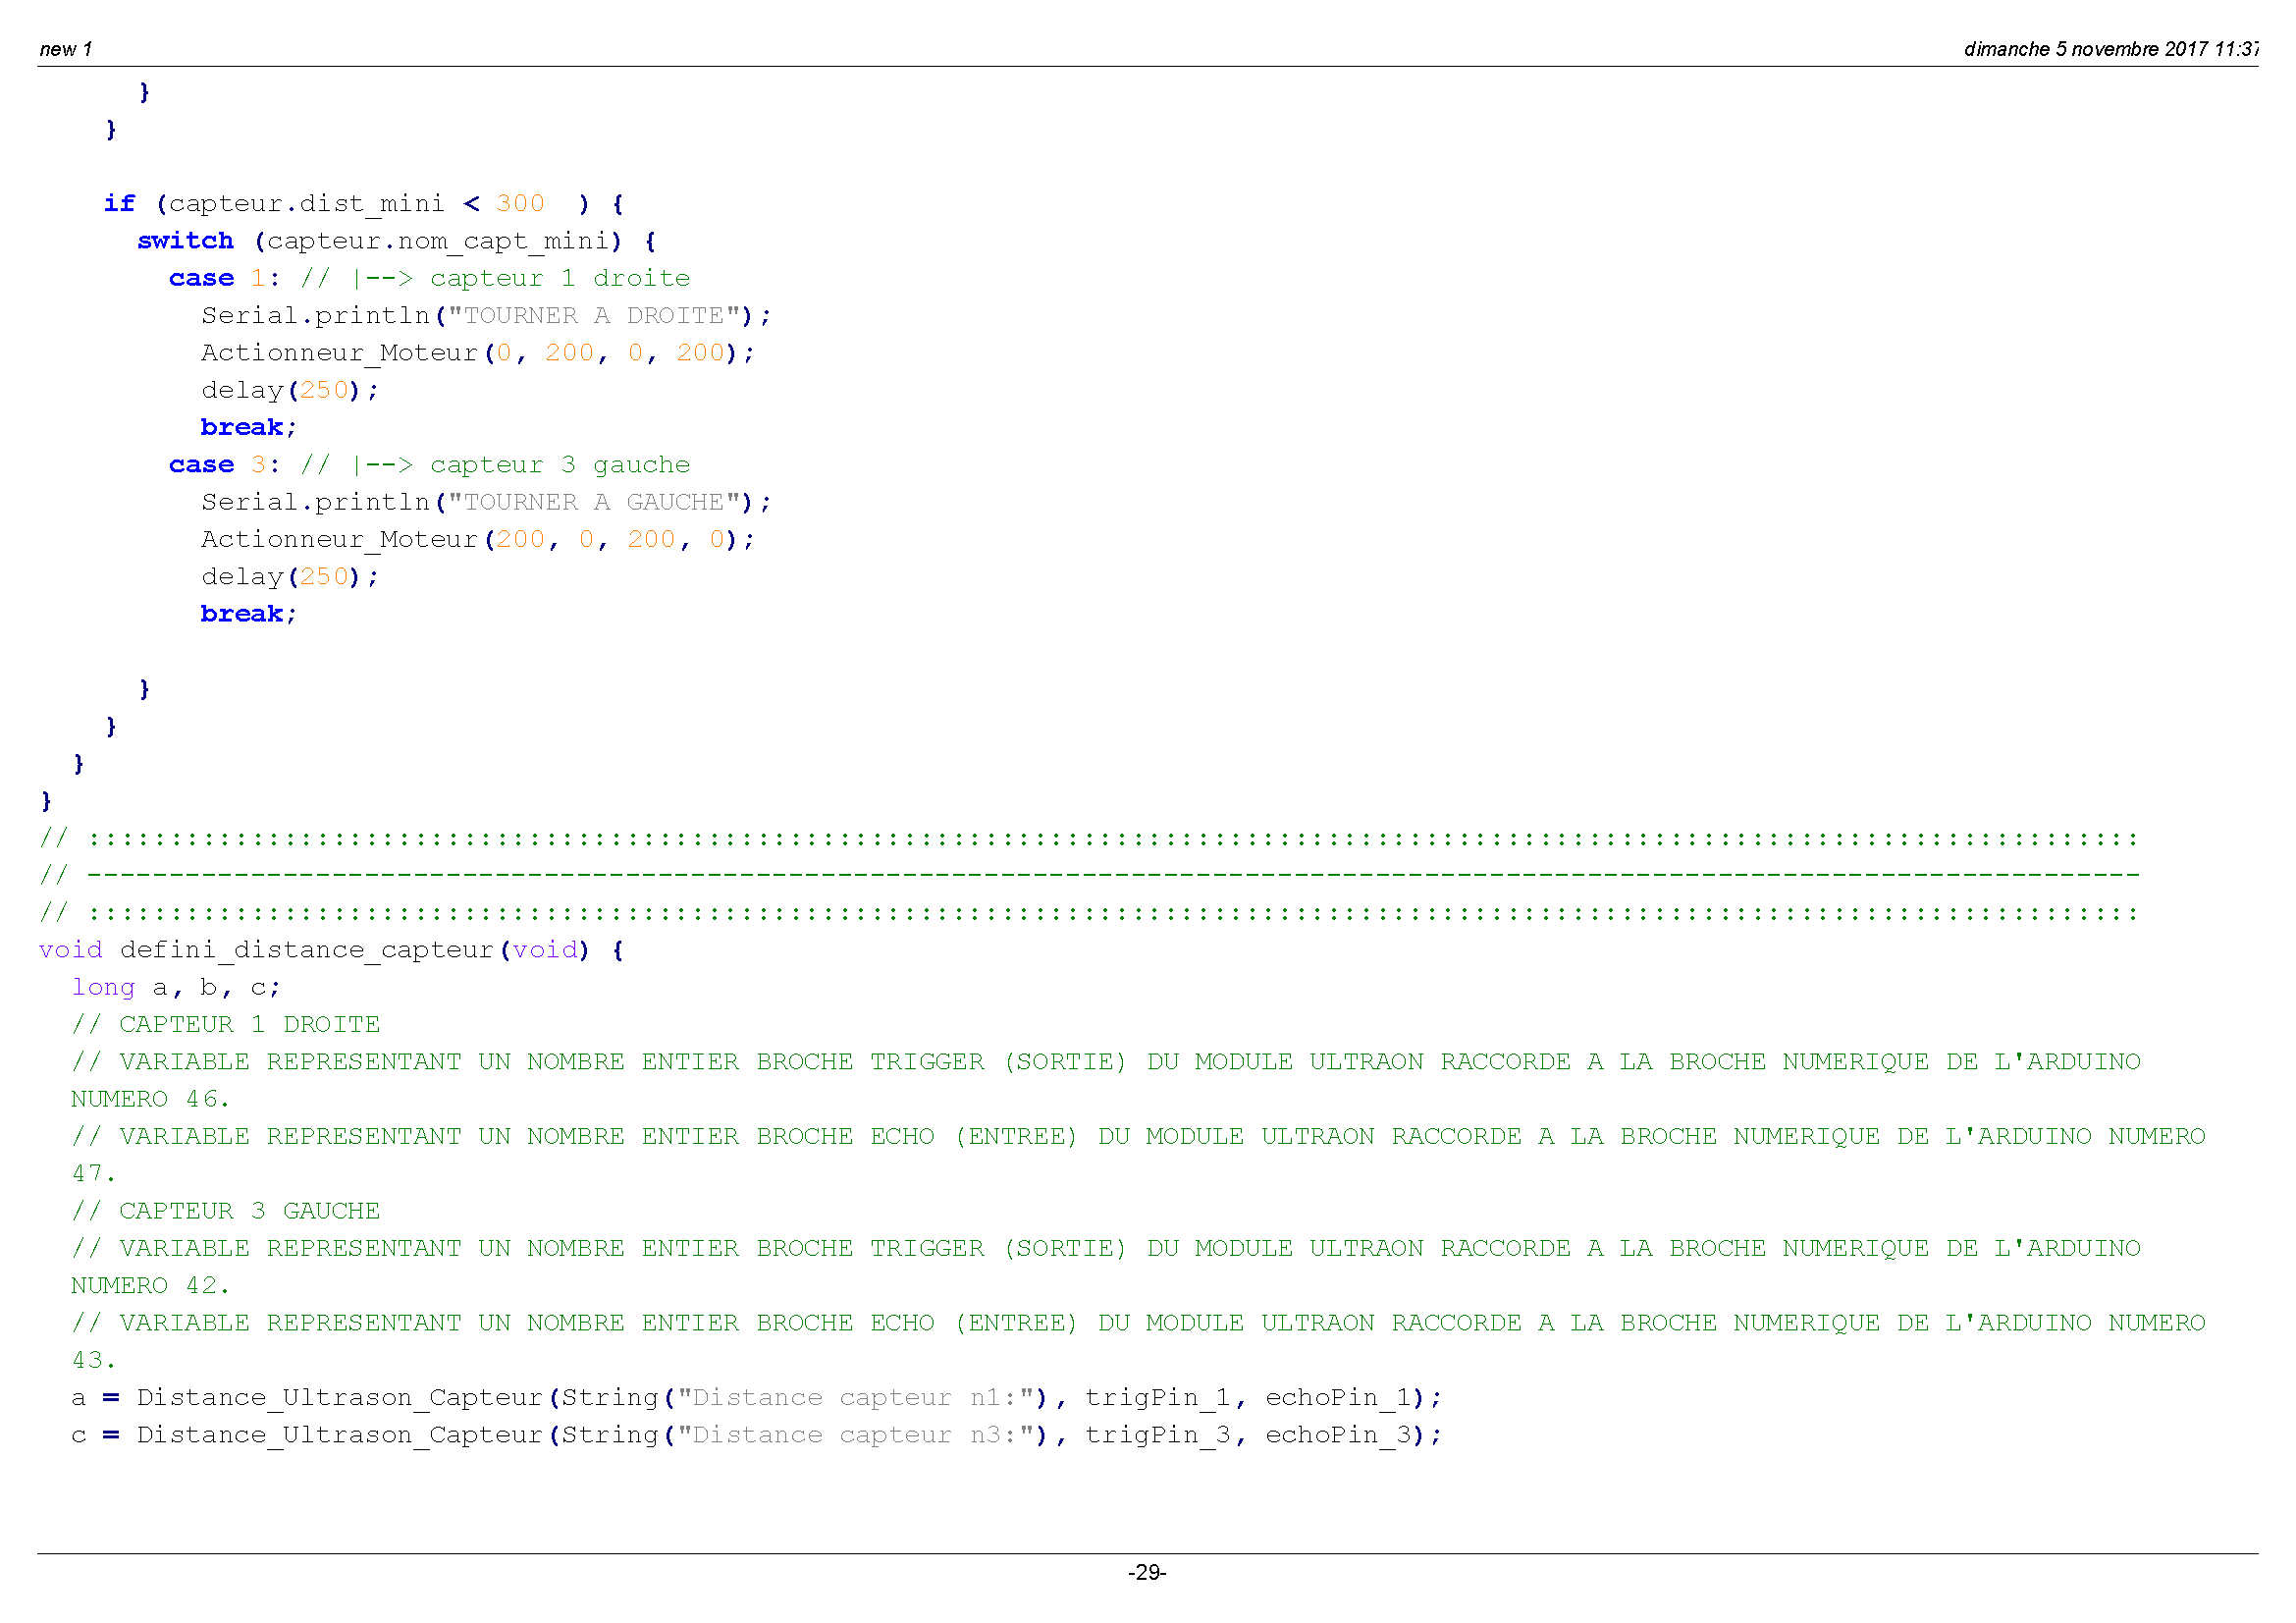 new 1 dimanche 5 novembre 2017 11:37
}
}
if (capteur.dist_mini < 300  ) {
switch (capteur.nom_capt_mini) {
case 1: // |--> capteur 1 droite
Serial.println("TOURNER A DROITE");
Actionneur_Moteur(0, 200, 0, 200);
delay(250);
break;
case 3: // |--> capteur 3 gauche
Serial.println("TOURNER A GAUCHE");
Actionneur_Moteur(200, 0, 200, 0);
delay(250);
break;
}
}
}
}
// ::::::::::::::::::::::::::::::::::::::::::::::::::::::::::::::::::::::::::::::::::::::::::::::::::::::::::::::::::::::::::::::
// ------------------------------------------------------------------------------------------------------------------------------
// ::::::::::::::::::::::::::::::::::::::::::::::::::::::::::::::::::::::::::::::::::::::::::::::::::::::::::::::::::::::::::::::
void defini_distance_capteur(void) {
long a, b, c;
// CAPTEUR 1 DROITE
// VARIABLE REPRESENTANT UN NOMBRE ENTIER BROCHE TRIGGER (SORTIE) DU MODULE ULTRAON RACCORDE A LA BROCHE NUMERIQUE DE L'ARDUINO
NUMERO 46.
// VARIABLE REPRESENTANT UN NOMBRE ENTIER BROCHE ECHO (ENTREE) DU MODULE ULTRAON RACCORDE A LA BROCHE NUMERIQUE DE L'ARDUINO NUMERO
47.
// CAPTEUR 3 GAUCHE
// VARIABLE REPRESENTANT UN NOMBRE ENTIER BROCHE TRIGGER (SORTIE) DU MODULE ULTRAON RACCORDE A LA BROCHE NUMERIQUE DE L'ARDUINO
NUMERO 42.
// VARIABLE REPRESENTANT UN NOMBRE ENTIER BROCHE ECHO (ENTREE) DU MODULE ULTRAON RACCORDE A LA BROCHE NUMERIQUE DE L'ARDUINO NUMERO
43.
a = Distance_Ultrason_Capteur(String("Distance capteur n1:"), trigPin_1, echoPin_1);
c = Distance_Ultrason_Capteur(String("Distance capteur n3:"), trigPin_3, echoPin_3);
-29-